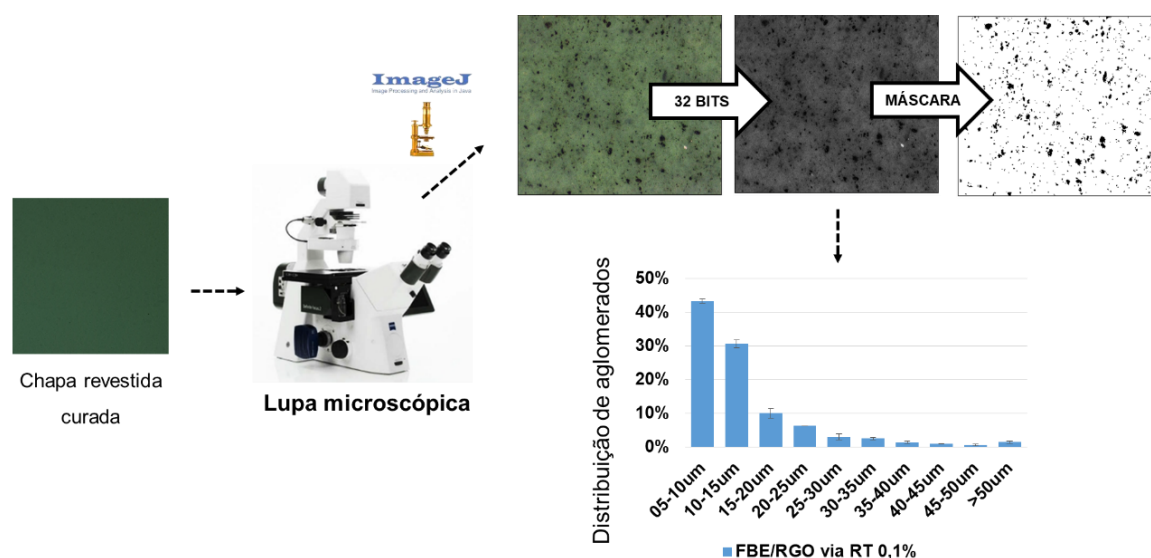 ImageJ
Image Processing and Analysis in Java
32 BITS
MÁSCARA
Chapa revestida
curada
Lupa microscópica
Distribuição de aglomerados
50%
40%
30%
20%
10%
0%
05-10um
10-15um
15-20um
20-25um
25-30um
30-35um
35-40um
40-45um
45-50um
>50um
FBE/RGO via RT 0,1%